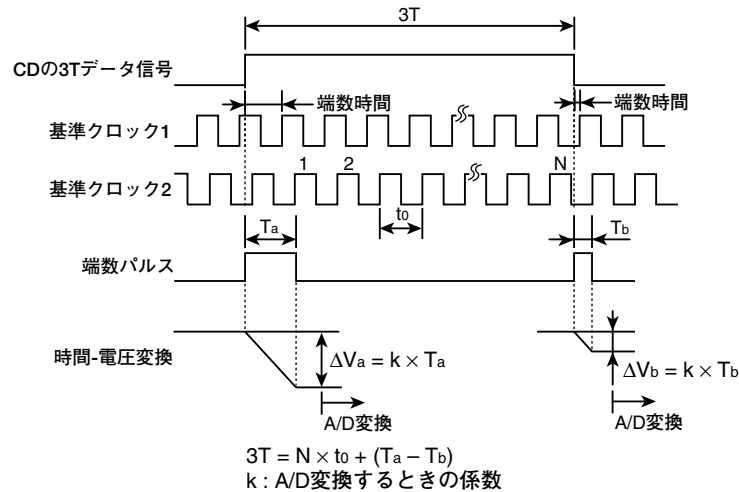 3T
CDの3Tデータ信号
端数時間
端数時間
基準クロック1
1 2 N
基準クロック2
t0
Ta
Tb
端数パルス
時間-電圧変換
ΔVa = k × Ta
ΔVb = k × Tb
A/D変換
A/D変換
3T = N × t0 + (Ta – Tb)
k : A/D変換するときの係数